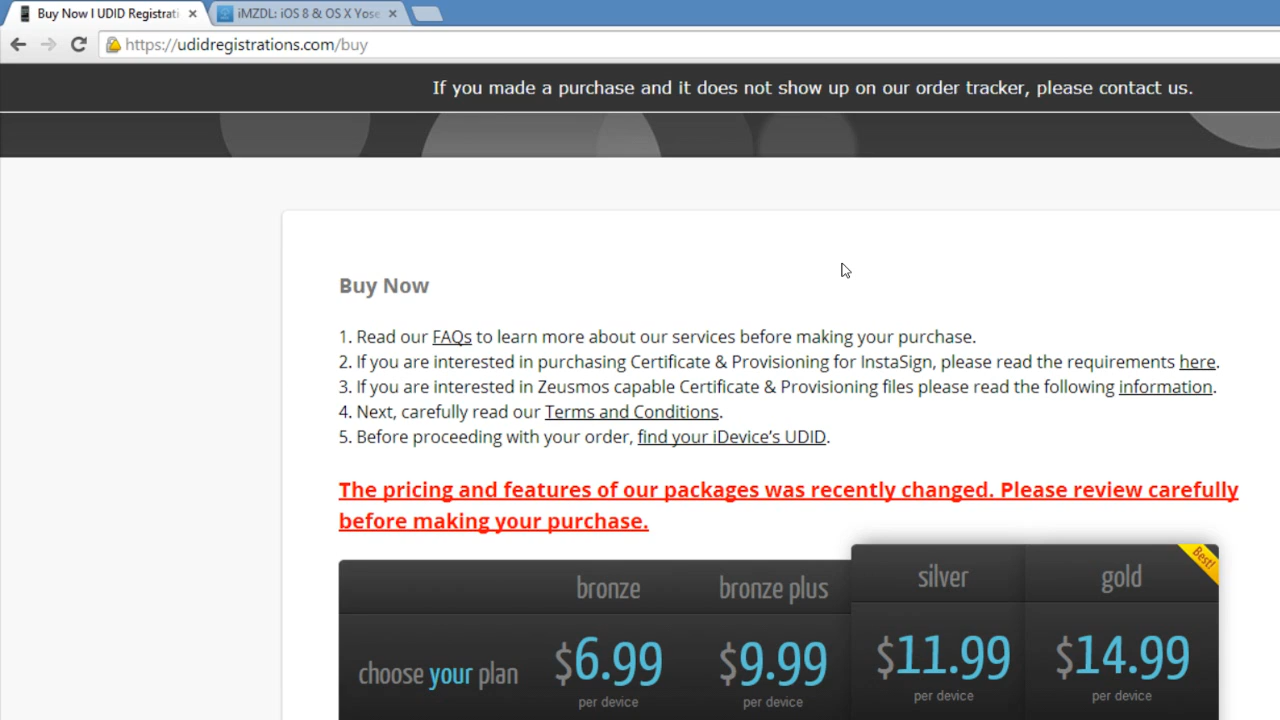 Buy Now I UDID Registrati
iMZDL: iOS 8 & OS X Yose
https://udidregistrations.com/buy
If you made a purchase and it does not show up on our order tracker, please contact us.
Buy Now
1. Read our FAQs to learn more about our services before making your purchase.
2. If you are interested in purchasing Certificate & Provisioning for InstaSign, please read the requirements here.
3. If you are interested in Zeusmos capable Certificate & Provisioning files please read the following information.
4. Next, carefully read our Terms and Conditions.
5. Before proceeding with your order, find your iDevice's UDID.
The pricing and features of our packages was recently changed. Please review carefully
before making your purchase.
bronze bronze plus silver gold Best!
choose your plan $6.99 $9.99 $11.99 $14.99
per device per device per device per device